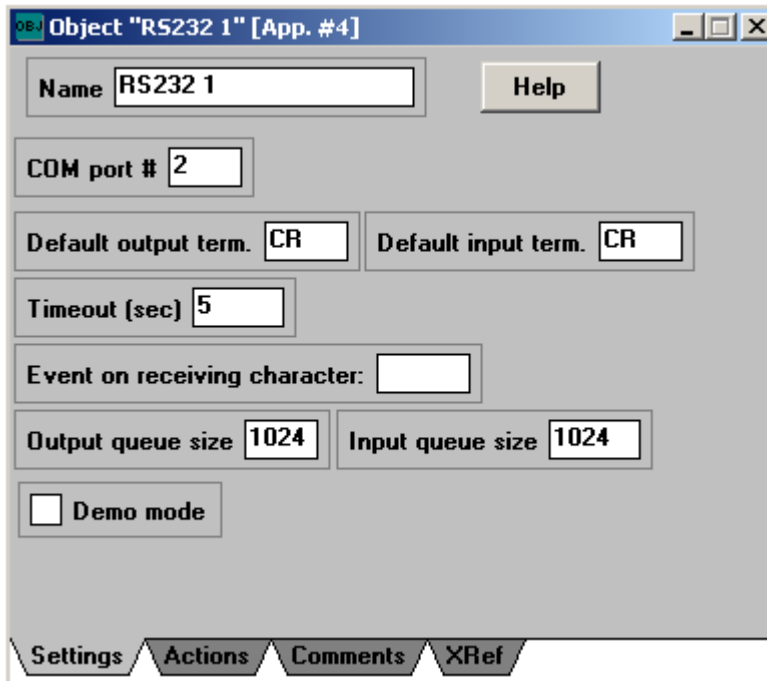 OBJ Object "RS232 1" [App. #4]
Name RS232 1 Help
COM port # 2
Default output term. CR Default input term. CR
Timeout (sec) 5
Event on receiving character:
Output queue size 1024 Input queue size 1024
Demo mode
Settings Actions Comments XRef